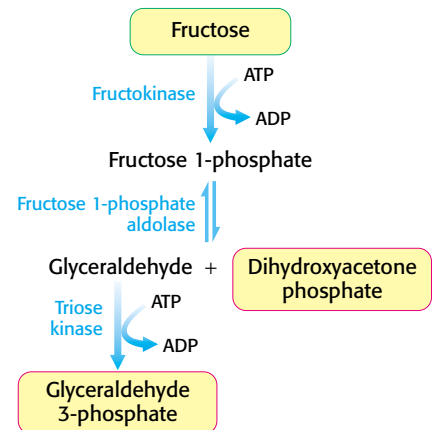 Fructose
ATP
Fructokinase
ADP
Fructose 1-phosphate
Fructose 1-phosphate
aldolase
Glyceraldehyde + Dihydroxyacetone
phosphate
ATP
Triose
kinase
ADP
Glyceraldehyde
3-phosphate